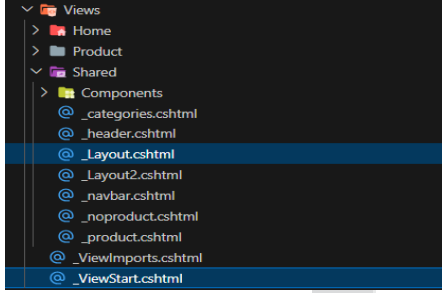 Views
Home
Product
Shared
Components
_categories.cshtml
_header.cshtml
_Layout.cshtml
_Layout2.cshtml
_navbar.cshtml
_noproduct.cshtml
_product.cshtml
_ViewImports.cshtml
_ViewStart.cshtml